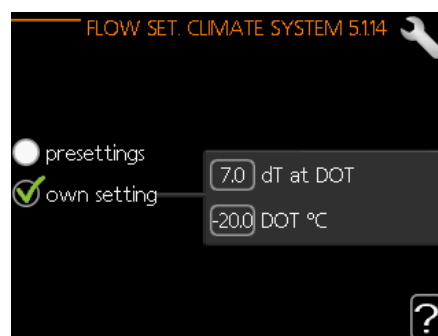 FLOW SET. CLIMATE SYSTEM 5.1.14
presettings
own setting
7.0 dT at DOT
-20.0 DOT °C
?